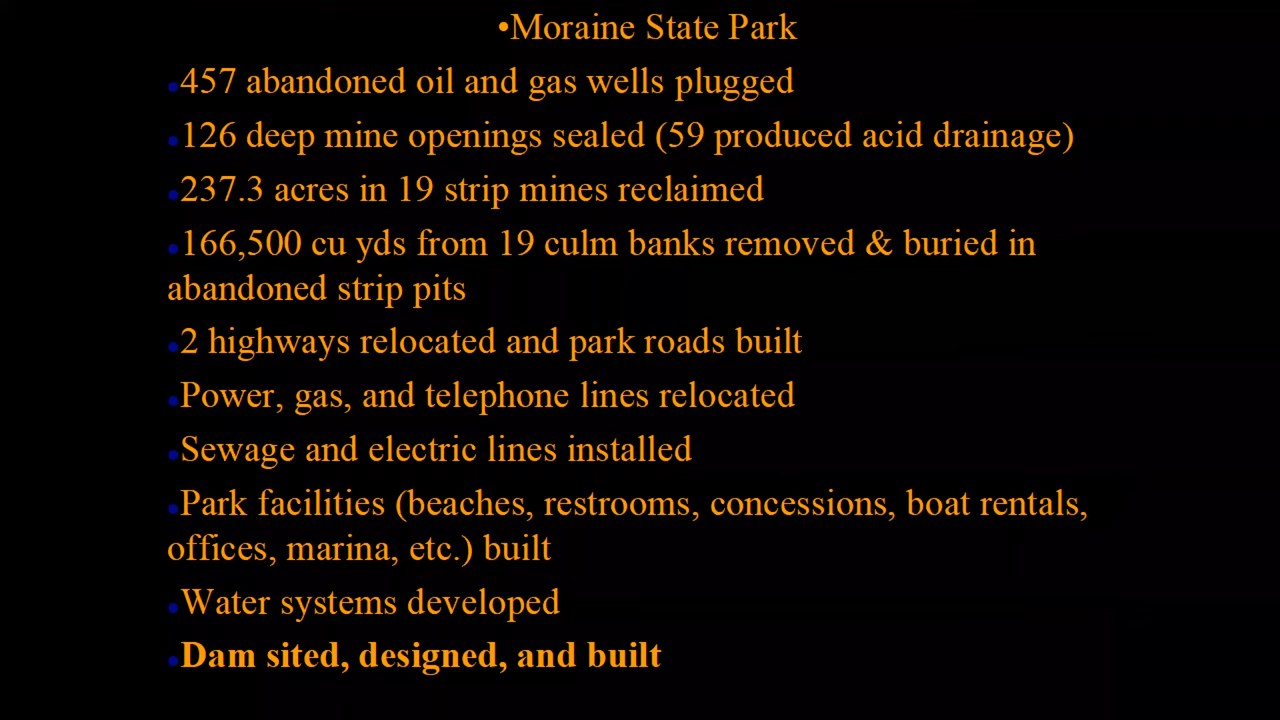 •Moraine State Park
•457 abandoned oil and gas wells plugged
•126 deep mine openings sealed (59 produced acid drainage)
•237.3 acres in 19 strip mines reclaimed
•166,500 cu yds from 19 culm banks removed & buried in
abandoned strip pits
•2 highways relocated and park roads built
•Power, gas, and telephone lines relocated
•Sewage and electric lines installed
•Park facilities (beaches, restrooms, concessions, boat rentals,
offices, marina, etc.) built
•Water systems developed
•Dam sited, designed, and built